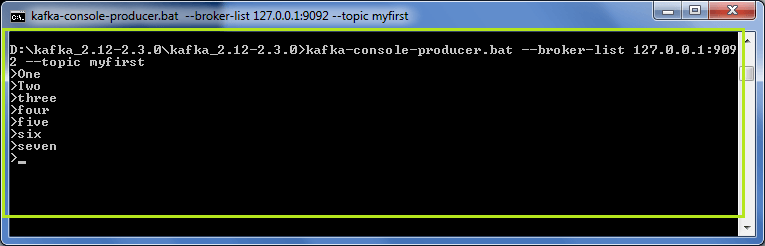 kafka-console-producer.bat --broker-list 127.0.0.1:9092 --topic myfirst
D:\kafka_2.12-2.3.0\kafka_2.12-2.3.0>kafka-console-producer.bat --broker-list 127.0.0.1:909
2 --topic myfirst
>One
>Two
>three
>four
>five
>six
>seven
>_